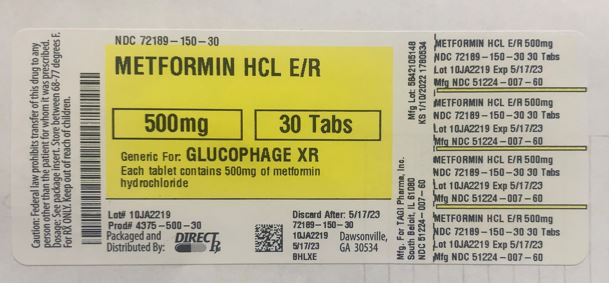 Caution: Federal law prohibits transfer of this drug to any
person other than the patient for whom it was prescribed.
Dosage: See package insert. Store between 68-77 degrees F.
For RX ONLY. Keep out of reach of children.
NDC 72189-150-30
METFORMIN HCL E/R
500mg
30 Tabs
Generic For: GLUCOPHAGE XR
Each tablet contains 500mg of metformin
hydrochloride
Lot# 10JA2219
Prod# 4375-500-30
Packaged and
Distributed By:
DIRECT Rx
Discard After: 5/17/23
72189-150-30
10JA2219
5/17/23
BHLXE
Dawsonville,
GA 30534
Mfg. Lot: 5642105148
KS 1/10/2022 1780534
Mfg. For TAGI Pharma, Inc.
South Beloit, IL 61080
NDC 51224-007-60
METFORMIN HCL E/R 500mg
NDC 72189-150-30 30 Tabs
Lot 10JA2219 Exp 5/17/23
Mfg NDC 51224-007-60
METFORMIN HCL E/R 500mg
NDC 72189-150-30 30 Tabs
Lot 10JA2219 Exp 5/17/23
Mfg NDC 51224-007-60
METFORMIN HCL E/R 500mg
NDC 72189-150-30 30 Tabs
Lot 10JA2219 Exp 5/17/23
Mfg NDC 51224-007-60
METFORMIN HCL E/R 500mg
NDC 72189-150-30 30 Tabs
Lot 10JA2219 Exp 5/17/23
Mfg NDC 51224-007-60